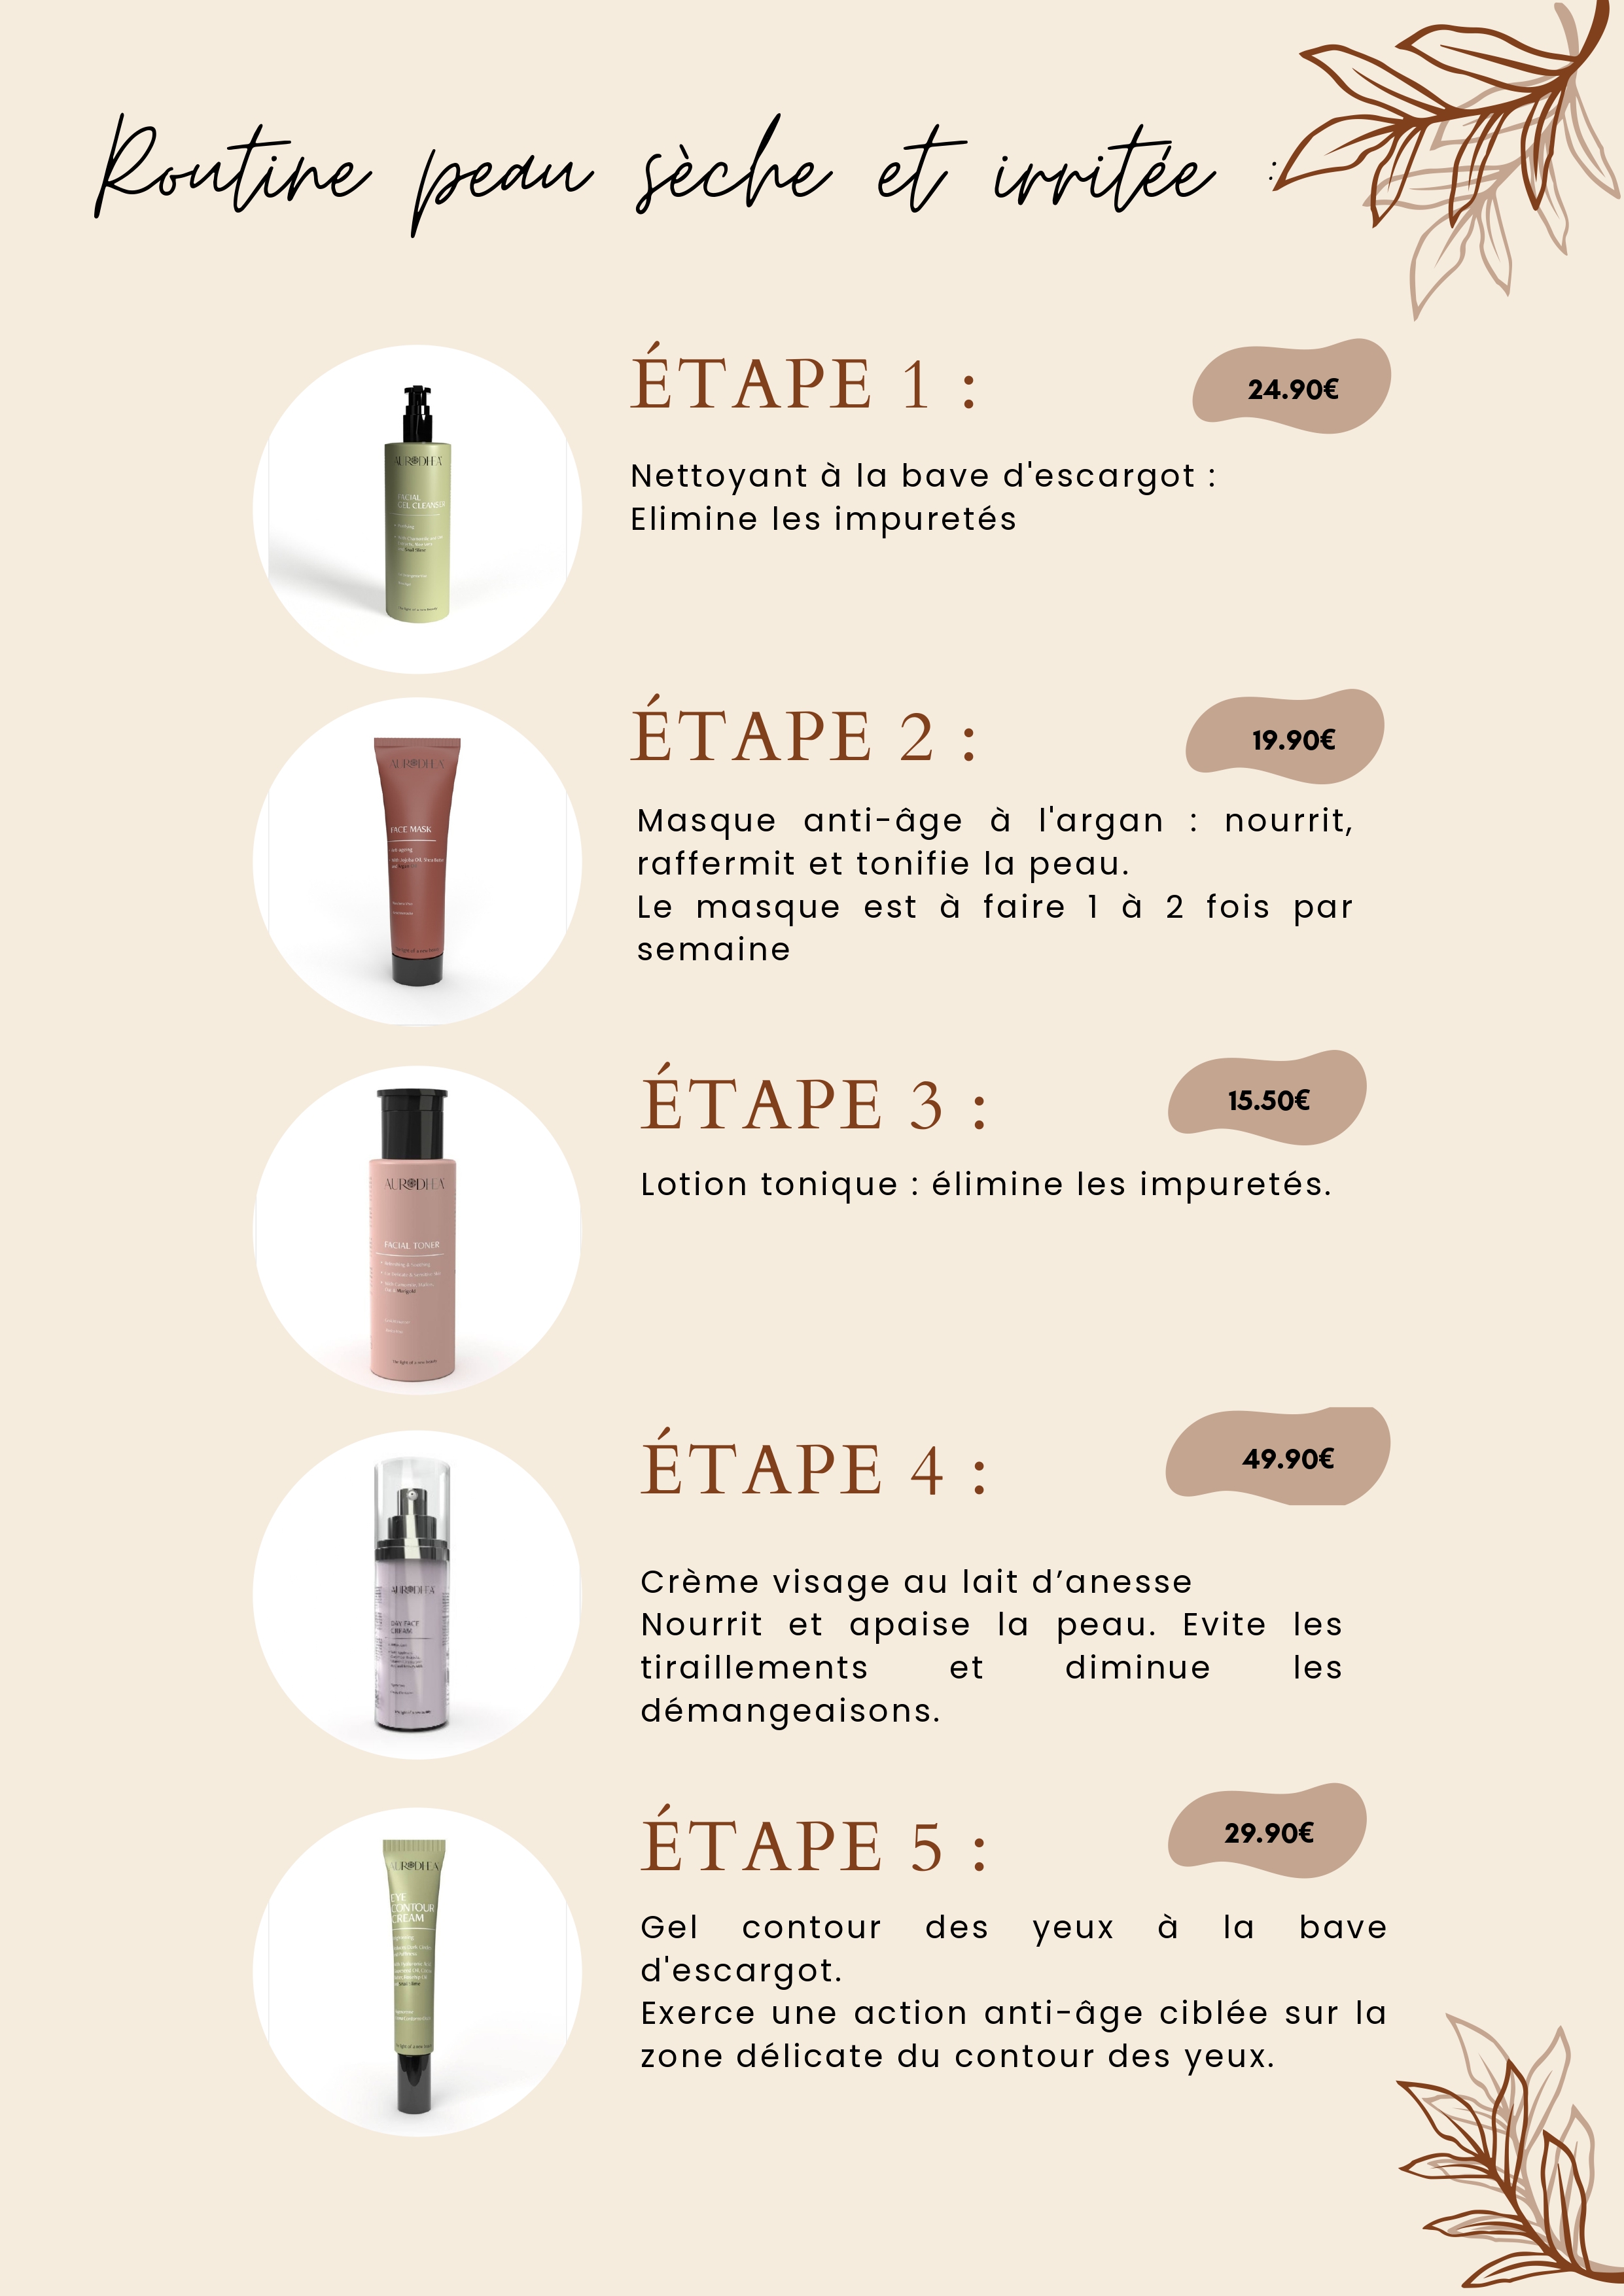 Routine peau sèche et irritée :
ÉTAPE 1 :
24.90€
Nettoyant à la bave d'escargot :
Elimine les impuretés
AURODHEA
FACIAL
GEL CLEANSER
ÉTAPE 2 :
19.90€
Masque anti-âge à l'argan : nourrit,
raffermit et tonifie la peau.
Le masque est à faire 1 à 2 fois par
semaine
AURODHEA
FACE MASK
ÉTAPE 3 :
15.50€
Lotion tonique : élimine les impuretés.
AURODHEA
FACIAL TONER
ÉTAPE 4 :
49.90€
Crème visage au lait d’anesse
Nourrit et apaise la peau. Evite les
tiraillements et diminue les
démangeaisons.
AURODHEA
DAY FACE
CREAM
ÉTAPE 5 :
29.90€
Gel contour des yeux à la bave
d'escargot.
Exerce une action anti-âge ciblée sur la
zone délicate du contour des yeux.
AURODHEA
EYE
CONTOUR
CREAM